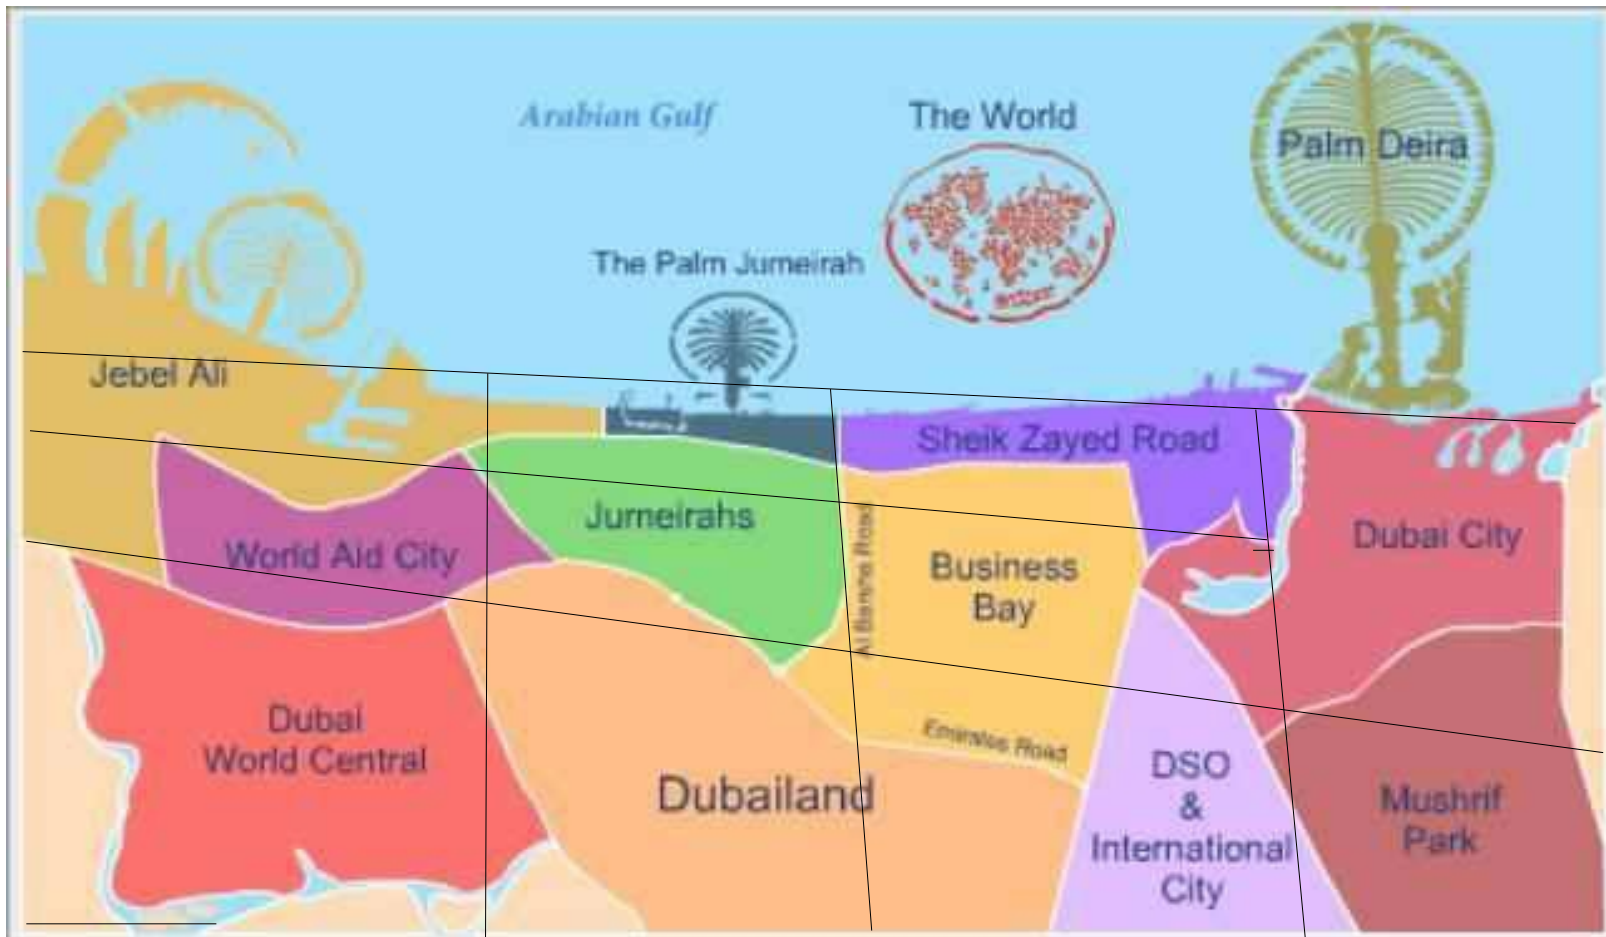 Arabian Gulf
The World
Palm Deira
The Palm Jumeirah
Jebel Ali
Sheik Zayed Road
Jumeirahs
Al Barsha Road
World Aid City
Business
Bay
Dubai City
Dubai
World Central
Emirates Road
Dubailand
DSO
&
International
City
Mushrif
Park